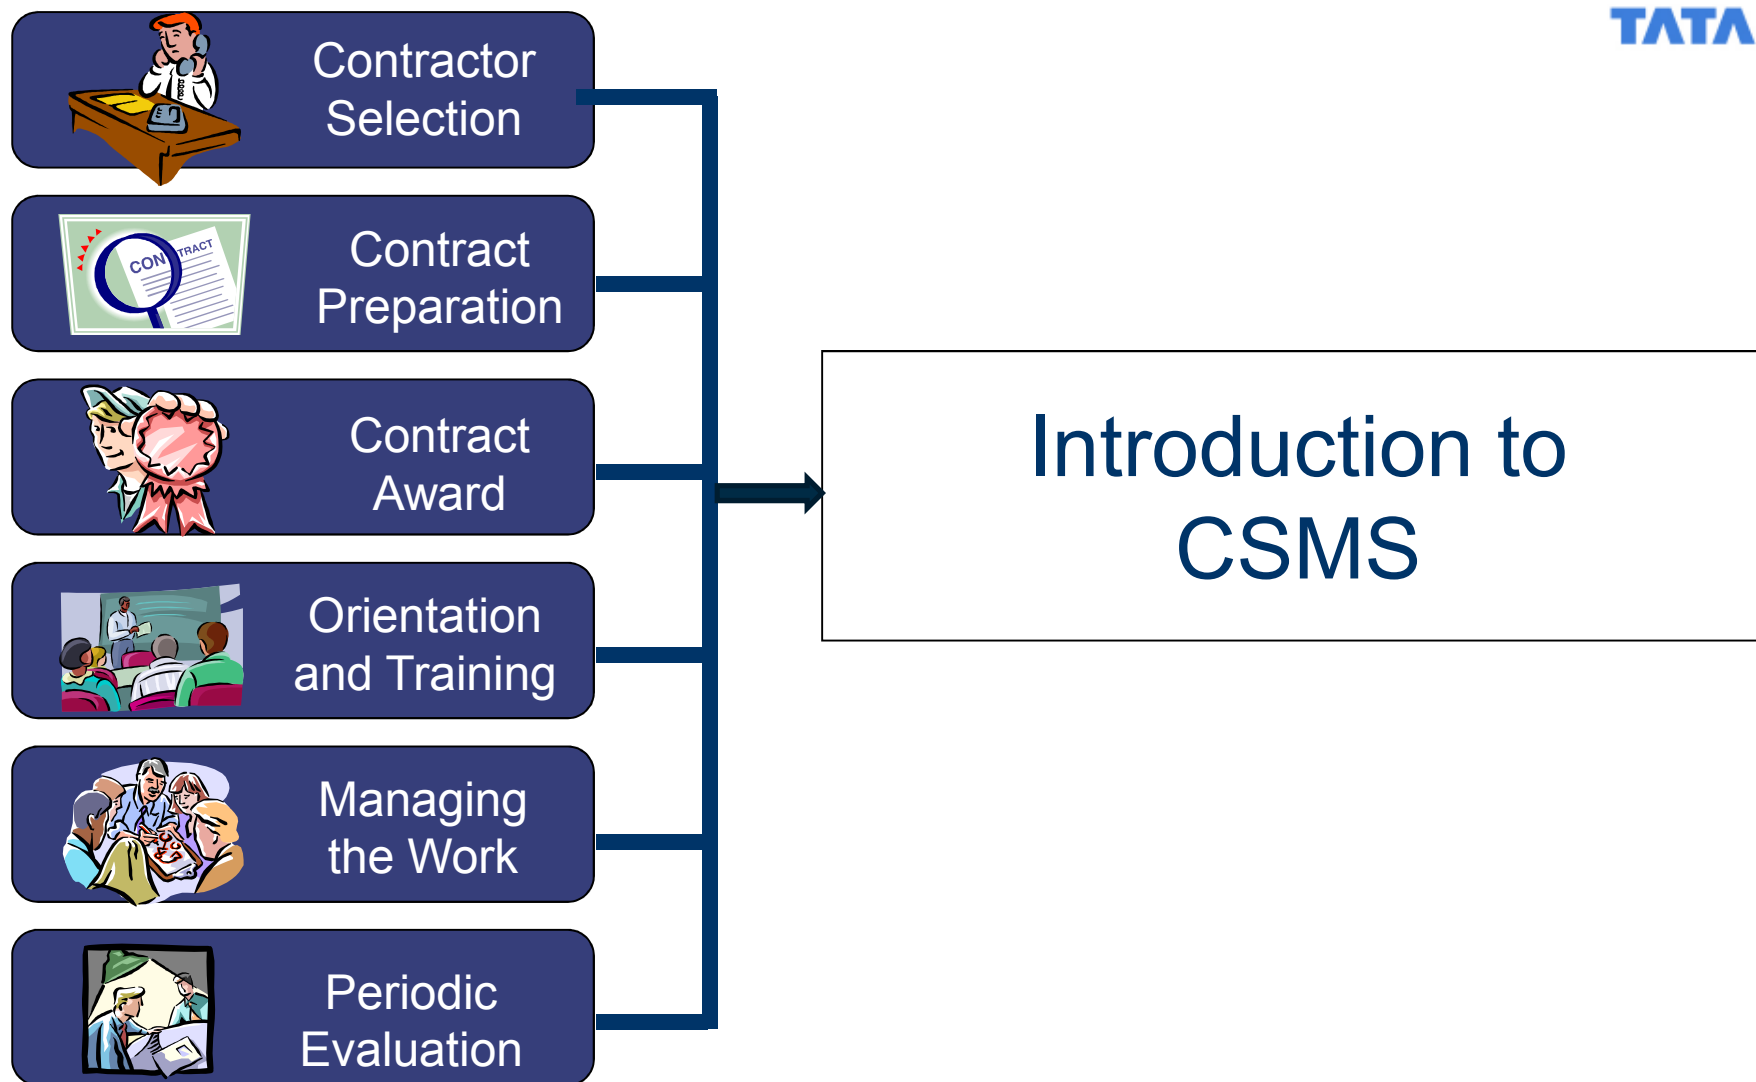 TATA
Contractor
Selection
CONTRACT
Contract
Preparation
Contract
Award
Orientation
and Training
Managing
the Work
Periodic
Evaluation
Introduction to
CSMS